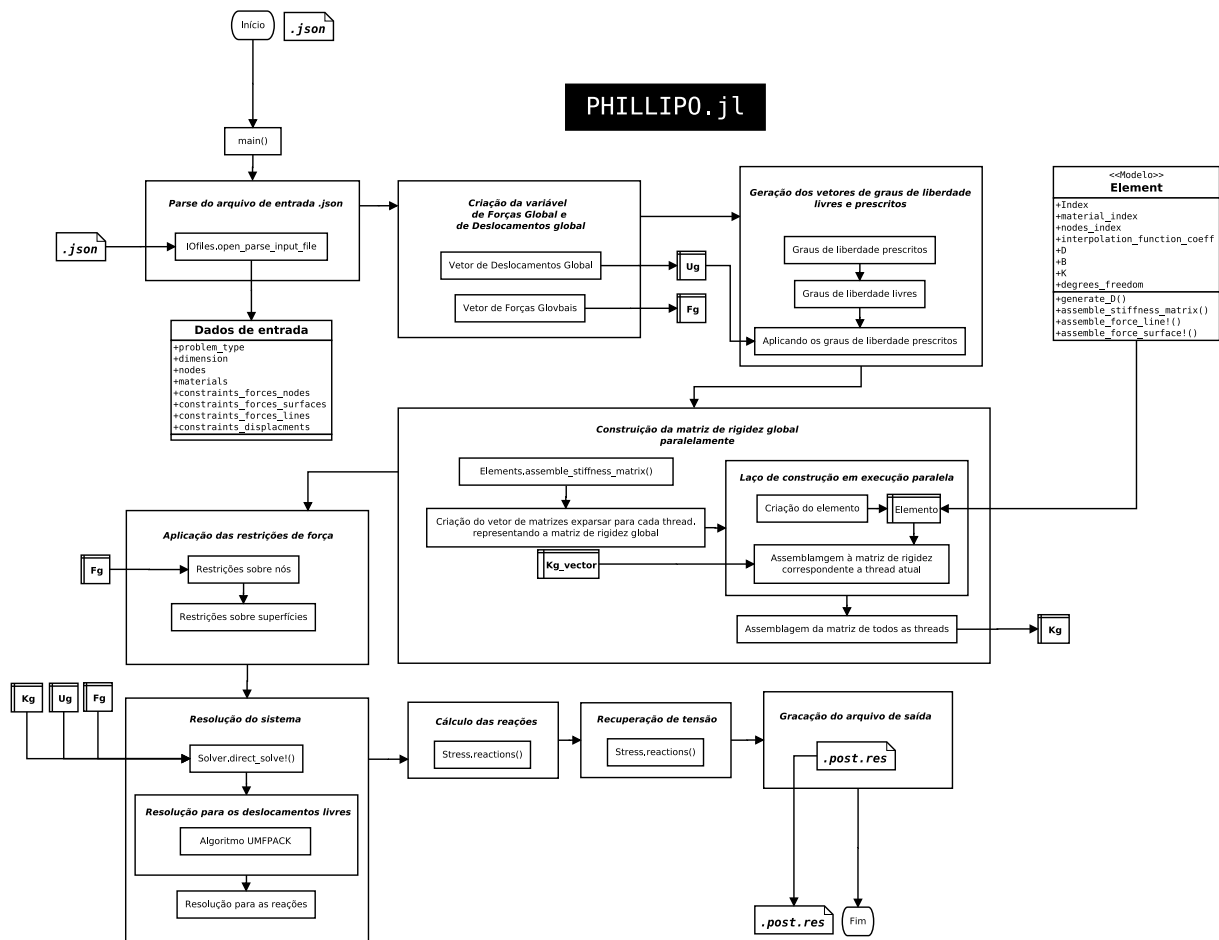 Início
.json
PHILLIPO.jl
main()
Parse do arquivo de entrada .json
.json
IOfiles.open_parse_input_file
Dados de entrada
+problem_type
+dimension
+nodes
+materials
+constraints_forces_nodes
+constraints_forces_surfaces
+constraints_forces_lines
+constraints_displacments
Criação da variável
de Forças Global e
de Deslocamentos global
Vetor de Deslocamentos Global
Ug
Vetor de Forças Glovbais
Fg
Geração dos vetores de graus de liberdade
livres e prescritos
Graus de liberdade prescritos
Graus de liberdade livres
Aplicando os graus de liberdade prescritos
<<Modelo>>
Element
+Index
+material_index
+nodes_index
+interpolation_function_coeff
+D
+B
+K
+degrees_freedom
+generate_D()
+assemble_stiffness_matrix()
+assemble_force_line!()
+assemble_force_surface!()
Construição da matriz de rigidez global
paralelamente
Elements.assemble_stiffness_matrix()
Criação do vetor de matrizes exparsar para cada thread.
representando a matriz de rigidez global
Kg_vector
Laço de construção em execução paralela
Criação do elemento
Elemento
Assemblamgem à matriz de rigidez
correspondente a thread atual
Assemblagem da matriz de todos as threads
Kg
Aplicação das restrições de força
Fg
Restrições sobre nós
Restrições sobre superfícies
Kg
Ug
Fg
Resolução do sistema
Solver.direct_solve!()
Resolução para os deslocamentos livres
Algoritmo UMFPACK
Resolução para as reações
Cálculo das reações
Stress.reactions()
Recuperação de tensão
Stress.reactions()
Gracação do arquivo de saída
.post.res
.post.res
Fim